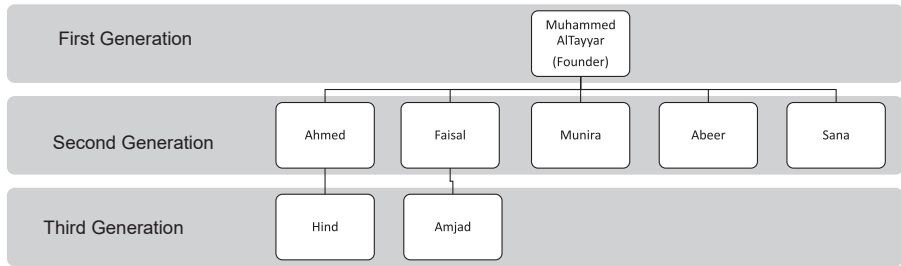 First Generation
Muhammed
AlTayyar
(Founder)
Second Generation
Ahmed
Faisal
Munira
Abeer
Sana
Third Generation
Hind
Amjad